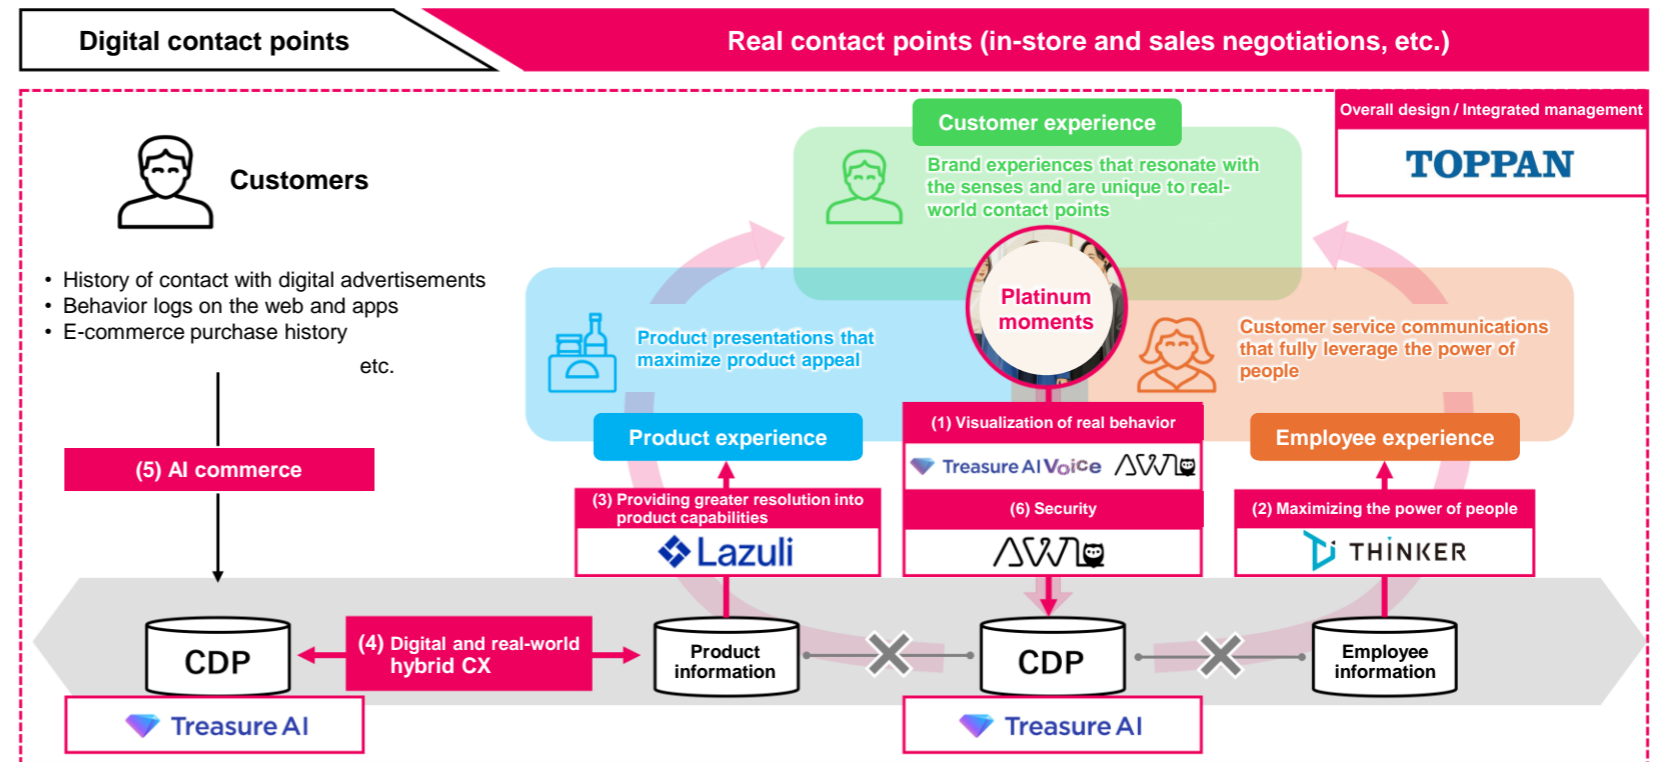 Digital contact points
Real contact points (in-store and sales negotiations, etc.)
Overall design / Integrated management
TOPPAN
Customers
• History of contact with digital advertisements
• Behavior logs on the web and apps
• E-commerce purchase history
etc.
Customer experience
Brand experiences that resonate with
the senses and are unique to real-
world contact points
Platinum
moments
Product presentations that
maximize product appeal
Product experience
Customer service communications
that fully leverage the power of
people
Employee experience
(1) Visualization of real behavior
Treasure AI Voice AWL
(6) Security
AWL
(3) Providing greater resolution into
product capabilities
Lazuli
(2) Maximizing the power of people
THiNKER
(5) AI commerce
CDP
(4) Digital and real-world
hybrid CX
Product
information
CDP
Employee
information
Treasure AI
Treasure AI